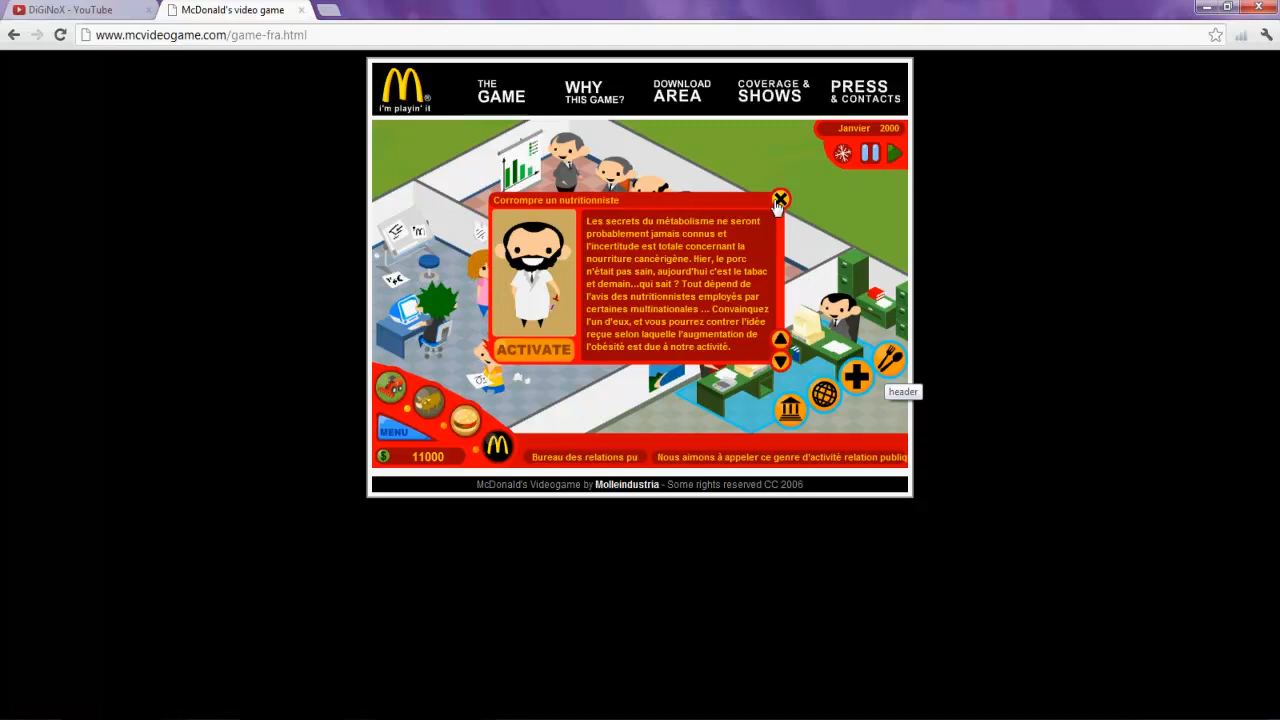 DiGiNoX - YouTube
McDonald's video game
www.mcvideogame.com/game-fra.html
i'm playin' it
THE GAME
WHY THIS GAME?
DOWNLOAD AREA
COVERAGE & SHOWS
PRESS & CONTACTS
Janvier 2000
Corrompre un nutritionniste
Les secrets du métabolisme ne seront
probablement jamais connus et
l'incertitude est totale concernant la
nourriture cancérigène. Hier, le porc
n'était pas sain, aujourd'hui c'est le tabac
et demain...qui sait ? Tout dépend de
l'avis des nutritionnistes employés par
certaines multinationales ... Convainquez
l'un d'eux, et vous pourrez contrer l'idée
reçue selon laquelle l'augmentation de
l'obésité est due à notre activité.
ACTIVATE
header
MENU
11000
Bureau des relations pu
Nous aimons à appeler ce genre d'activité relation publiq
McDonald's Videogame by Molleindustria - Some rights reserved CC 2006